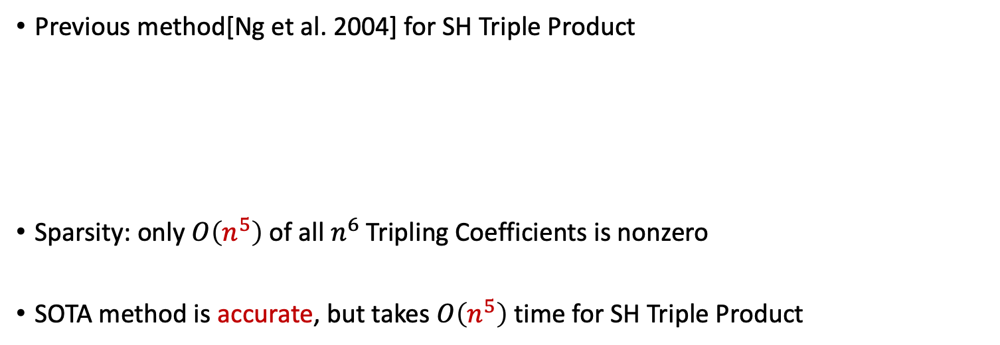 • Previous method[Ng et al. 2004] for SH Triple Product
• Sparsity: only O(n⁵) of all n⁶ Tripling Coefficients is nonzero
• SOTA method is accurate, but takes O(n⁵) time for SH Triple Product